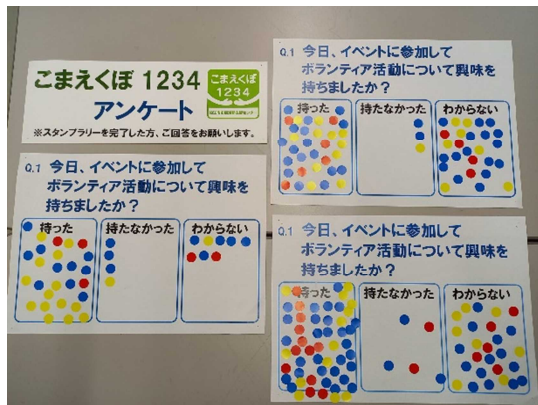 こまえくぼ 1234
アンケート
※スタンプラリーを完了した方、ご回答をお願いします。
こまえくぼ
1234
Q.1 今日、イベントに参加して
ボランティア活動について興味を
持ちましたか?
持った 持たなかった わからない
Q.1 今日、イベントに参加して
ボランティア活動について興味を
持ちましたか?
持った 持たなかった わからない
Q.1 今日、イベントに参加して
ボランティア活動について興味を
持ちましたか?
持った 持たなかった わからない